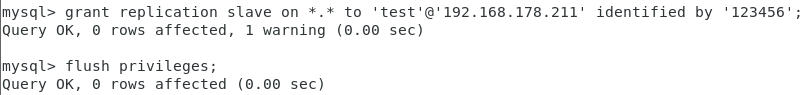 mysql> grant replication slave on *.* to 'test'@'192.168.178.211' identified by '123456';
Query OK, 0 rows affected, 1 warning (0.00 sec)
mysql> flush privileges;
Query OK, 0 rows affected (0.00 sec)